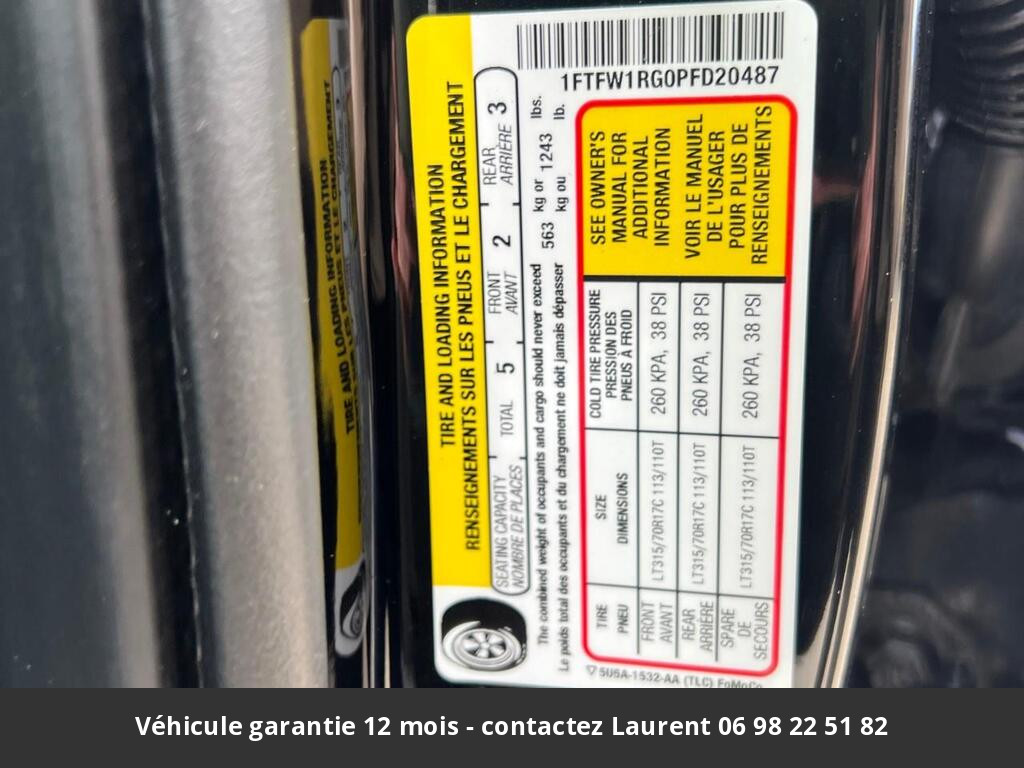 1FTFW1RG0PFD20487
TIRE AND LOADING INFORMATION
RENSEIGNEMENTS SUR LES PNEUS ET LE CHARGEMENT
SEATING CAPACITY
NOMBRE DE PLACES
TOTAL 5
FRONT
AVANT 2
REAR
ARRIÈRE 3
The combined weight of occupants and cargo should never exceed 563 kg or 1243 lbs.
Le poids total des occupants et du chargement ne doit jamais dépasser kg ou lb.
TIRE
PNEU
SIZE
DIMENSIONS
COLD TIRE PRESSURE
PRESSION DES
PNEUS À FROID
FRONT
AVANT
LT315/70R17C 113/110T
260 KPA, 38 PSI
REAR
ARRIÈRE
LT315/70R17C 113/110T
260 KPA, 38 PSI
SPARE
DE
SECOURS
LT315/70R17C 113/110T
260 KPA, 38 PSI
SEE OWNER'S
MANUAL FOR
ADDITIONAL
INFORMATION
VOIR LE MANUEL
DE L'USAGER
POUR PLUS DE
RENSEIGNEMENTS
5U5A-1532-AA (TLC) FoMoCo
TIRE AND LOADING INFORMATION
Véhicule garantie 12 mois - contactez Laurent 06 98 22 51 82